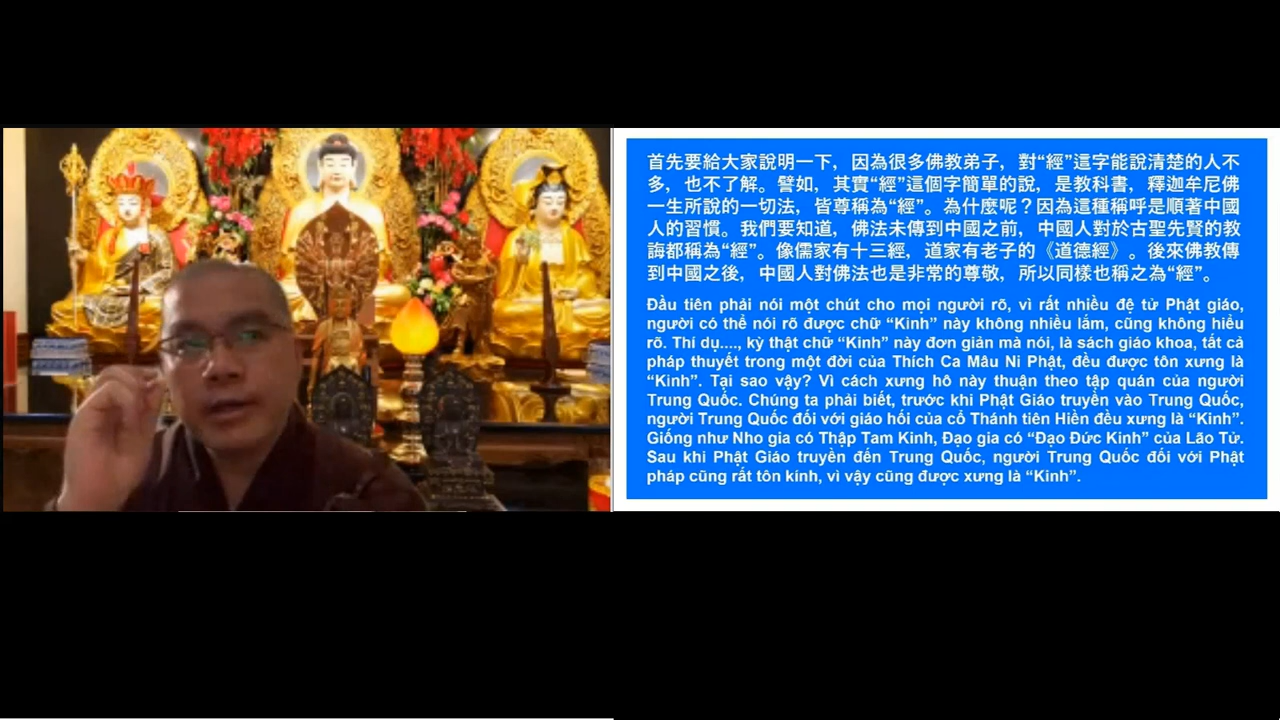 首先要給大家說明一下，因為很多佛教弟子，對“經”這字能說清楚的人不
多，也不了解。譬如，其實“經”這個字簡單的說，是教科書，釋迦牟尼佛
一生所說的一切法，皆尊稱為“經”。為什麼呢？因為這種稱呼是順著中國
人的習慣。我們要知道，佛法未傳到中國之前，中國人對於古聖先賢的教
誨都稱為“經”。像儒家有十三經，道家有老子的《道德經》。後來佛教傳
到中國之後，中國人對佛法也是非常的尊敬，所以同樣也稱之為“經”。
Đầu tiên phải nói một chút cho mọi người rõ, vì rất nhiều đệ tử Phật giáo,
người có thể nói rõ được chữ “Kinh” này không nhiều lắm, cũng không hiểu
rõ. Thí dụ...., kỳ thật chữ “Kinh” này đơn giản mà nói, là sách giáo khoa, tất cả
pháp thuyết trong một đời của Thích Ca Mâu Ni Phật, đều được tôn xưng là
“Kinh”. Tại sao vậy? Vì cách xưng hô này thuận theo tập quán của người
Trung Quốc. Chúng ta phải biết, trước khi Phật Giáo truyền vào Trung Quốc,
người Trung Quốc đối với giáo hối của cổ Thánh tiên Hiền đều xưng là “Kinh”.
Giống như Nho gia có Thập Tam Kinh, Đạo gia có “Đạo Đức Kinh” của Lão Tử.
Sau khi Phật Giáo truyền đến Trung Quốc, người Trung Quốc đối với Phật
pháp cũng rất tôn kính, vì vậy cũng được xưng là “Kinh”.